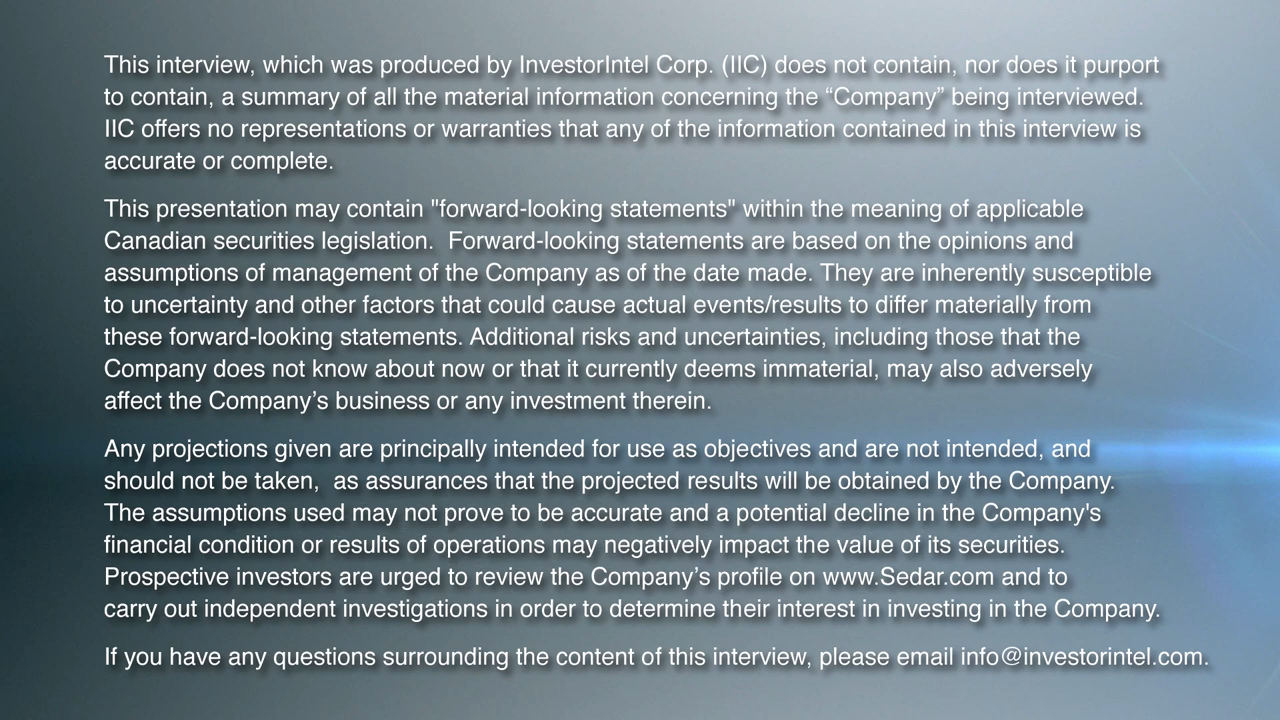 This interview, which was produced by InvestorIntel Corp. (IIC) does not contain, nor does it purport
to contain, a summary of all the material information concerning the “Company” being interviewed.
IIC offers no representations or warranties that any of the information contained in this interview is
accurate or complete.
This presentation may contain "forward-looking statements" within the meaning of applicable
Canadian securities legislation.  Forward-looking statements are based on the opinions and
assumptions of management of the Company as of the date made. They are inherently susceptible
to uncertainty and other factors that could cause actual events/results to differ materially from
these forward-looking statements. Additional risks and uncertainties, including those that the
Company does not know about now or that it currently deems immaterial, may also adversely
affect the Company’s business or any investment therein.
Any projections given are principally intended for use as objectives and are not intended, and
should not be taken,  as assurances that the projected results will be obtained by the Company.
The assumptions used may not prove to be accurate and a potential decline in the Company's
financial condition or results of operations may negatively impact the value of its securities.
Prospective investors are urged to review the Company’s profile on www.Sedar.com and to
carry out independent investigations in order to determine their interest in investing in the Company.
If you have any questions surrounding the content of this interview, please email info@investorintel.com.